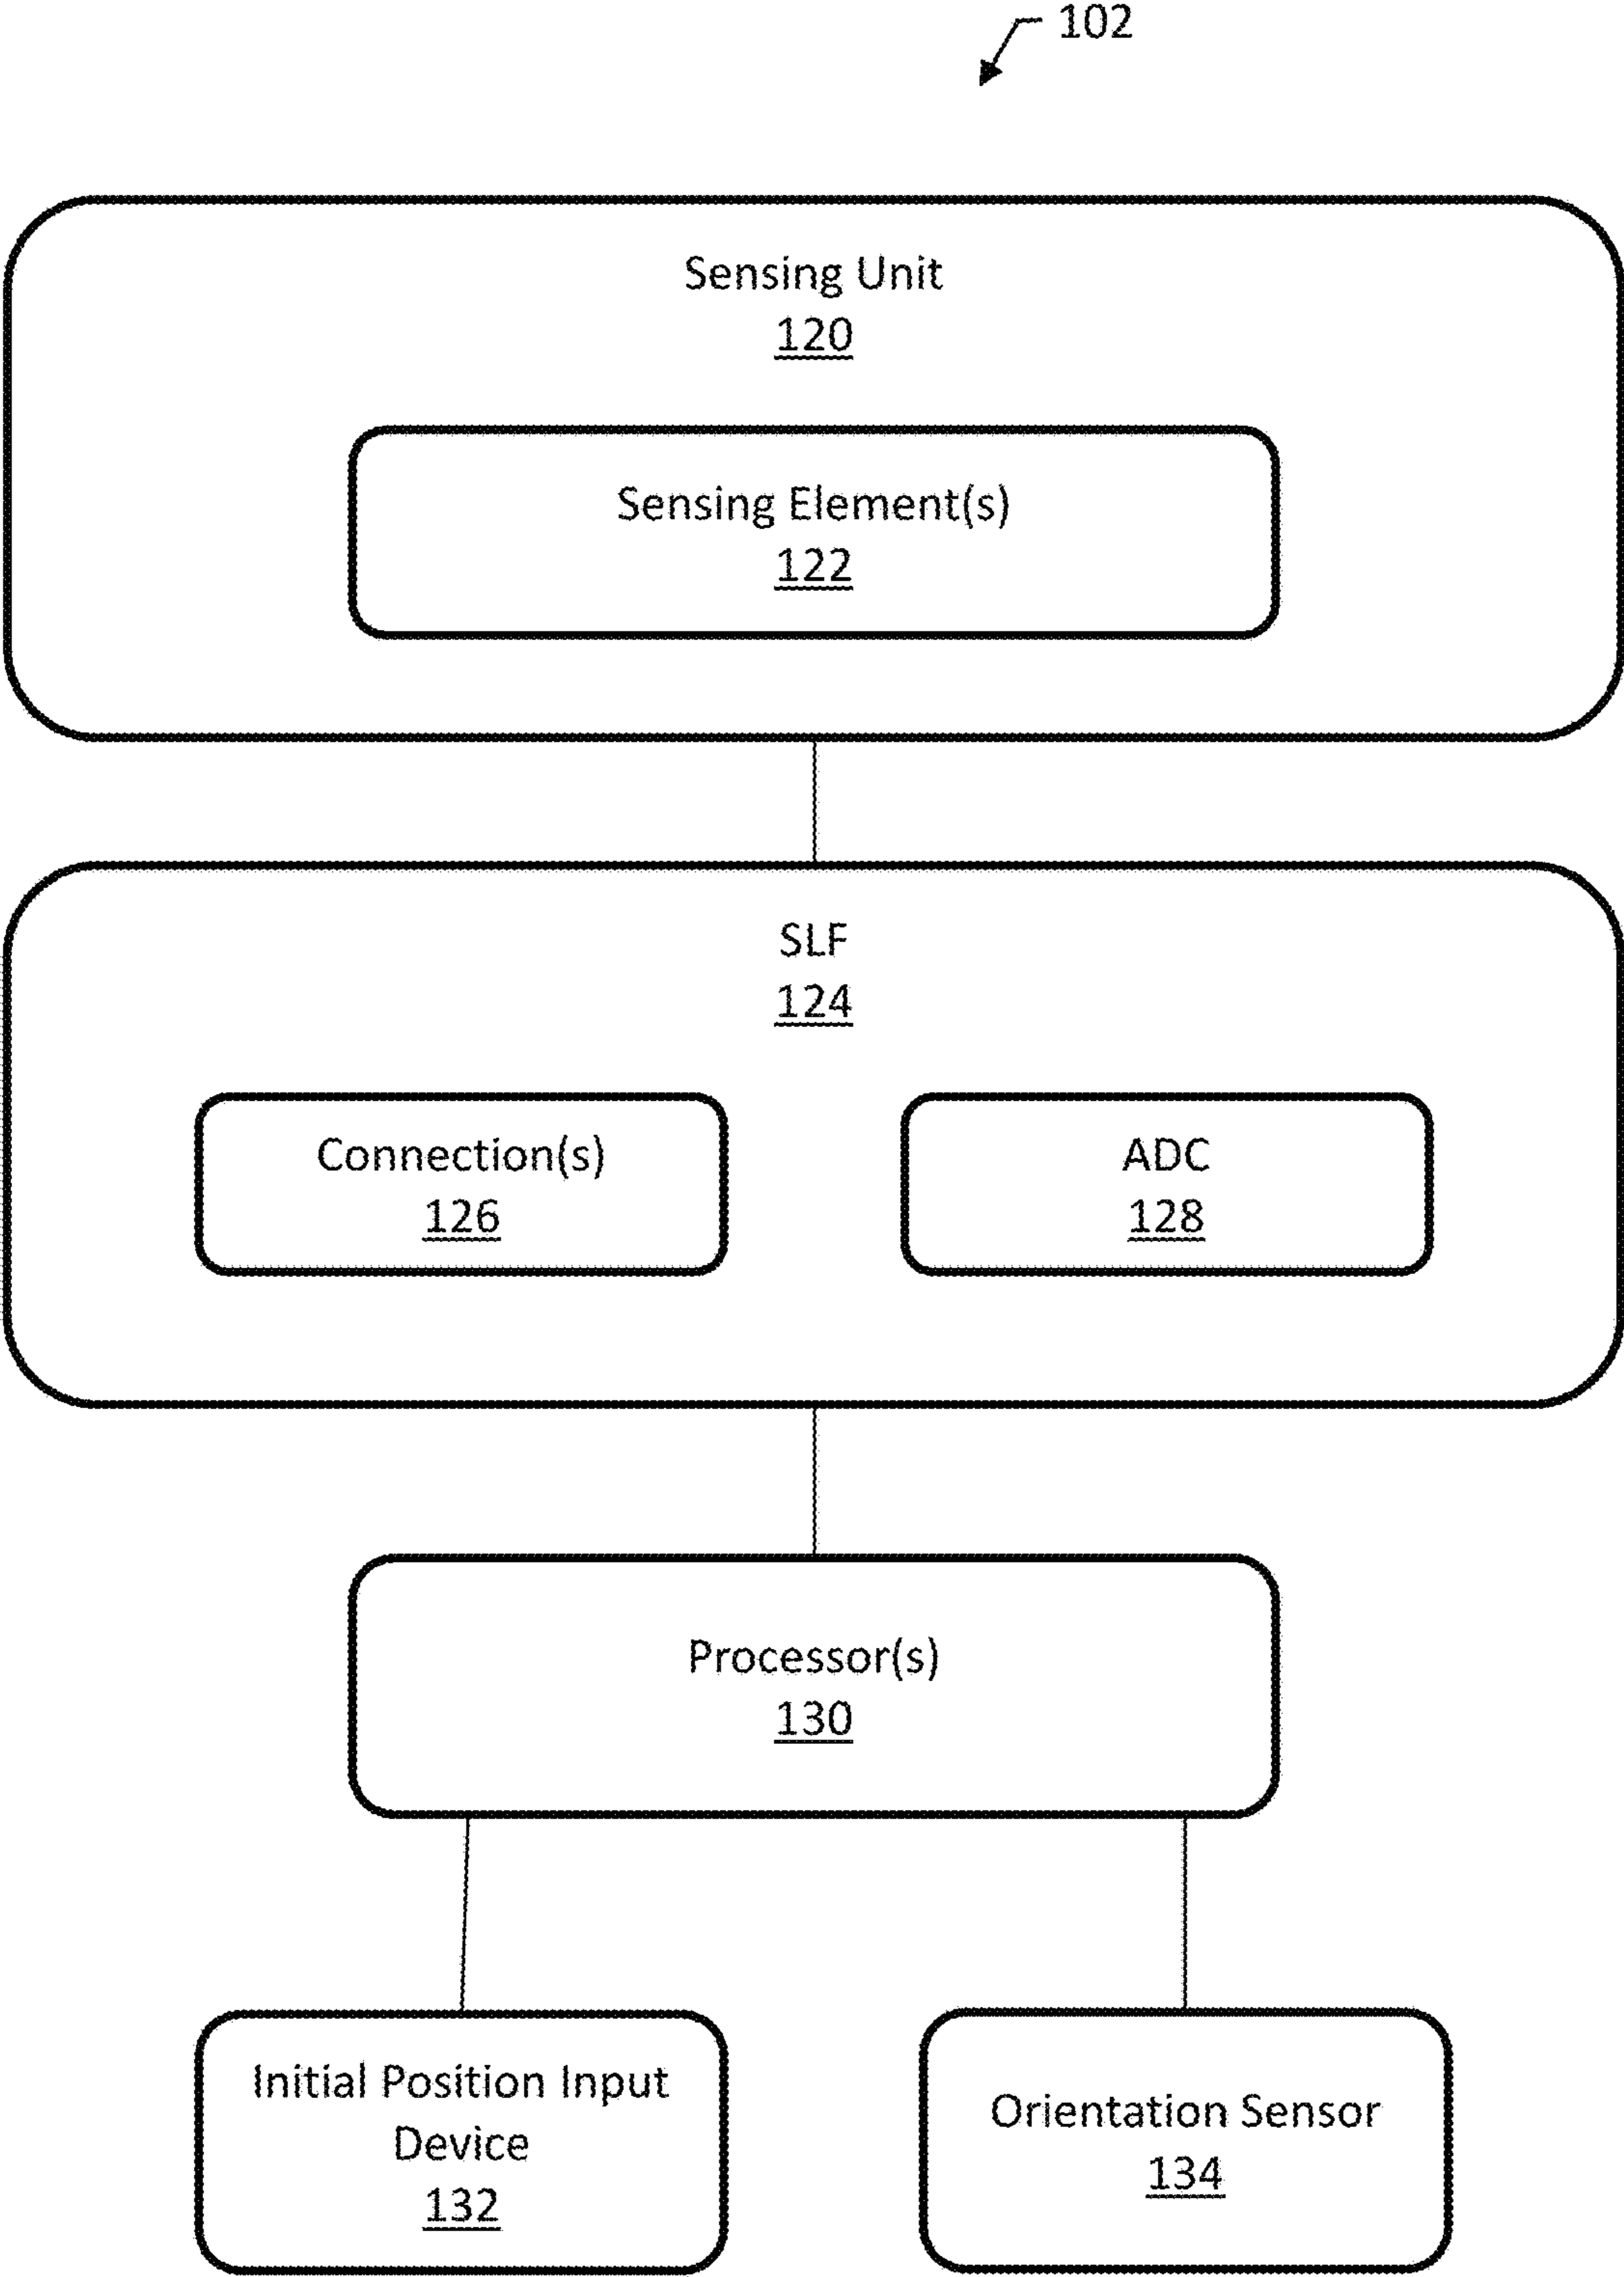 102
Sensing Unit
120
Sensing Element(s)
122
SLF
124
Connection(s)
126
ADC
128
Processor(s)
130
Initial Position Input
Device
132
Orientation Sensor
134